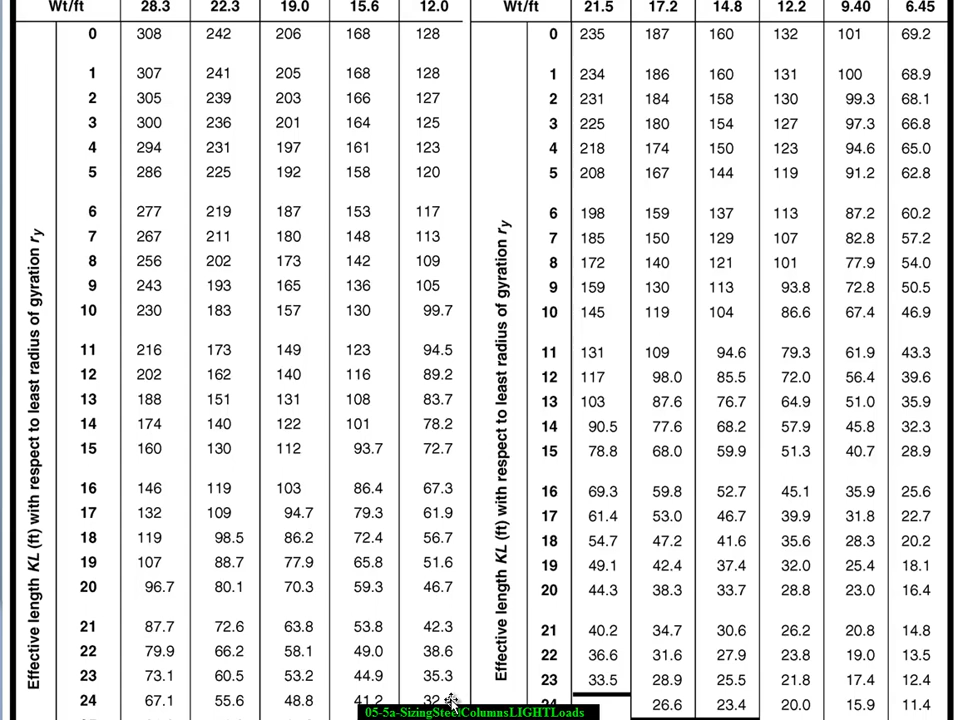 Wt/ft 28.3 22.3 19.0 15.6 12.0
0 308 242 206 168 128
1 307 241 205 168 128
2 305 239 203 166 127
3 300 236 201 164 125
4 294 231 197 161 123
5 286 225 192 158 120
6 277 219 187 153 117
7 267 211 180 148 113
8 256 202 173 142 109
9 243 193 165 136 105
10 230 183 157 130 99.7
11 216 173 149 123 94.5
12 202 162 140 116 89.2
13 188 151 131 108 83.7
14 174 140 122 101 78.2
15 160 130 112 93.7 72.7
16 146 119 103 86.4 67.3
17 132 109 94.7 79.3 61.9
18 119 98.5 86.2 72.4 56.7
19 107 88.7 77.9 65.8 51.6
20 96.7 80.1 70.3 59.3 46.7
21 87.7 72.6 63.8 53.8 42.3
22 79.9 66.2 58.1 49.0 38.6
23 73.1 60.5 53.2 44.9 35.3
24 67.1 55.6 48.8 41.2
Effective length KL (ft) with respect to least radius of gyration ry
Wt/ft 21.5 17.2 14.8 12.2 9.40 6.45
0 235 187 160 132 101 69.2
1 234 186 160 131 100 68.9
2 231 184 158 130 99.3 68.1
3 225 180 154 127 97.3 66.8
4 218 174 150 123 94.6 65.0
5 208 167 144 119 91.2 62.8
6 198 159 137 113 87.2 60.2
7 185 150 129 107 82.8 57.2
8 172 140 121 101 77.9 54.0
9 159 130 113 93.8 72.8 50.5
10 145 119 104 86.6 67.4 46.9
11 131 109 94.6 79.3 61.9 43.3
12 117 98.0 85.5 72.0 56.4 39.6
13 103 87.6 76.7 64.9 51.0 35.9
14 90.5 77.6 68.2 57.9 45.8 32.3
15 78.8 68.0 59.9 51.3 40.7 28.9
16 69.3 59.8 52.7 45.1 35.9 25.6
17 61.4 53.0 46.7 39.9 31.8 22.7
18 54.7 47.2 41.6 35.6 28.3 20.2
19 49.1 42.4 37.4 32.0 25.4 18.1
20 44.3 38.3 33.7 28.8 23.0 16.4
21 40.2 34.7 30.6 26.2 20.8 14.8
22 36.6 31.6 27.9 23.8 19.0 13.5
23 33.5 28.9 25.5 21.8 17.4 12.4
24 26.6 23.4 20.0 15.9 11.4
Effective length KL (ft) with respect to least radius of gyration ry
05-5a-SizingSteelColumnsLIGHTLoads